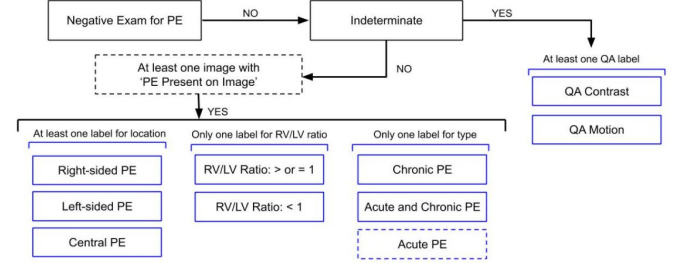 Negative Exam for PE
NO
Indeterminate
YES
At least one image with
'PE Present on Image'
NO
At least one QA label
QA Contrast
QA Motion
YES
At least one label for location
Only one label for RV/LV ratio
Only one label for type
Right-sided PE
RV/LV Ratio: > or = 1
Chronic PE
Left-sided PE
RV/LV Ratio: < 1
Acute and Chronic PE
Central PE
Acute PE